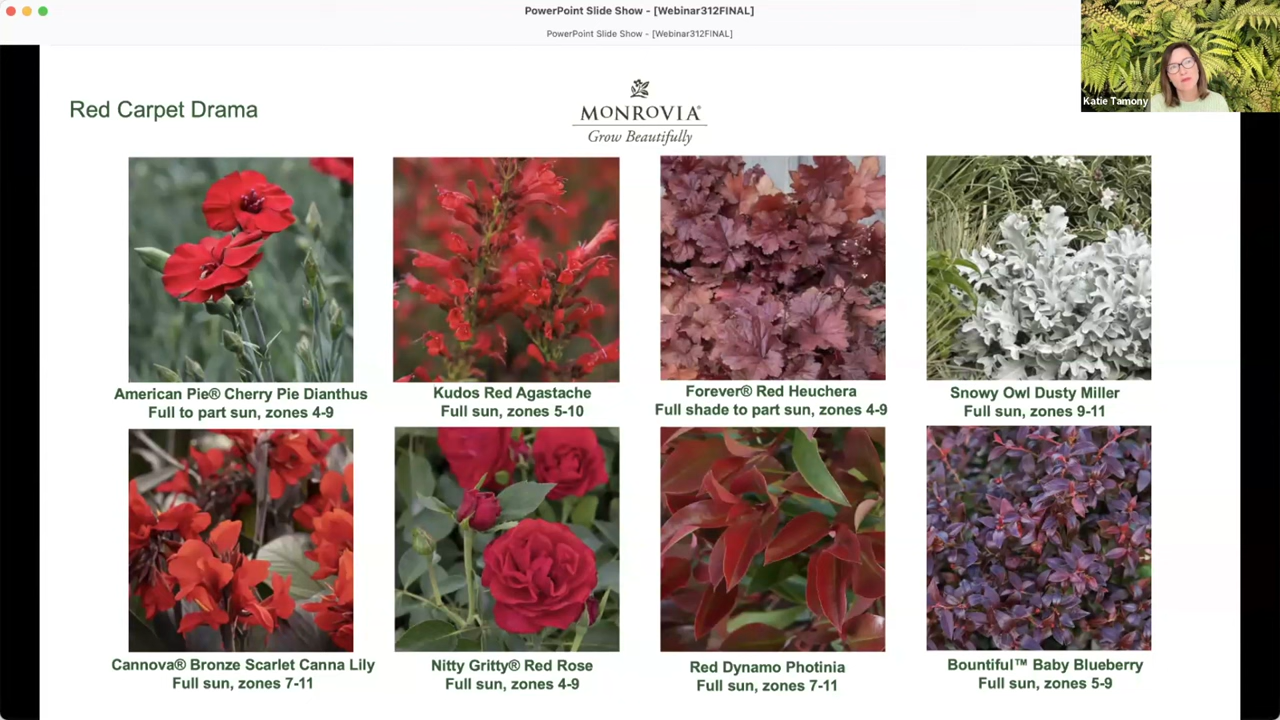 PowerPoint Slide Show - [Webinar312FINAL]
PowerPoint Slide Show - [Webinar312FINAL]
Katie Tamony
Red Carpet Drama
MONROVIA®
Grow Beautifully
American Pie® Cherry Pie Dianthus
Full to part sun, zones 4-9
Kudos Red Agastache
Full sun, zones 5-10
Forever® Red Heuchera
Full shade to part sun, zones 4-9
Snowy Owl Dusty Miller
Full sun, zones 9-11
Cannova® Bronze Scarlet Canna Lily
Full sun, zones 7-11
Nitty Gritty® Red Rose
Full sun, zones 4-9
Red Dynamo Photinia
Full sun, zones 7-11
Bountiful™ Baby Blueberry
Full sun, zones 5-9